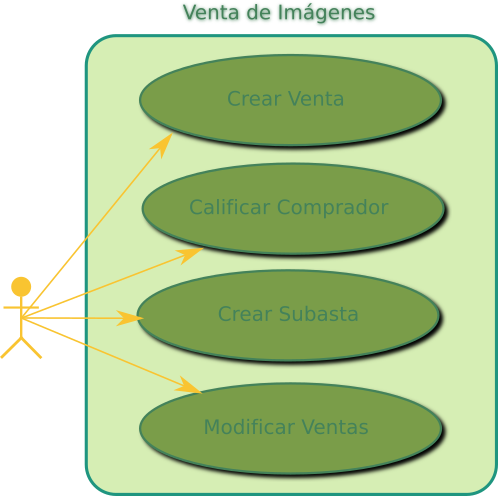 Venta de Imágenes
Crear Venta
Calificar Comprador
Crear Subasta
Modificar Ventas